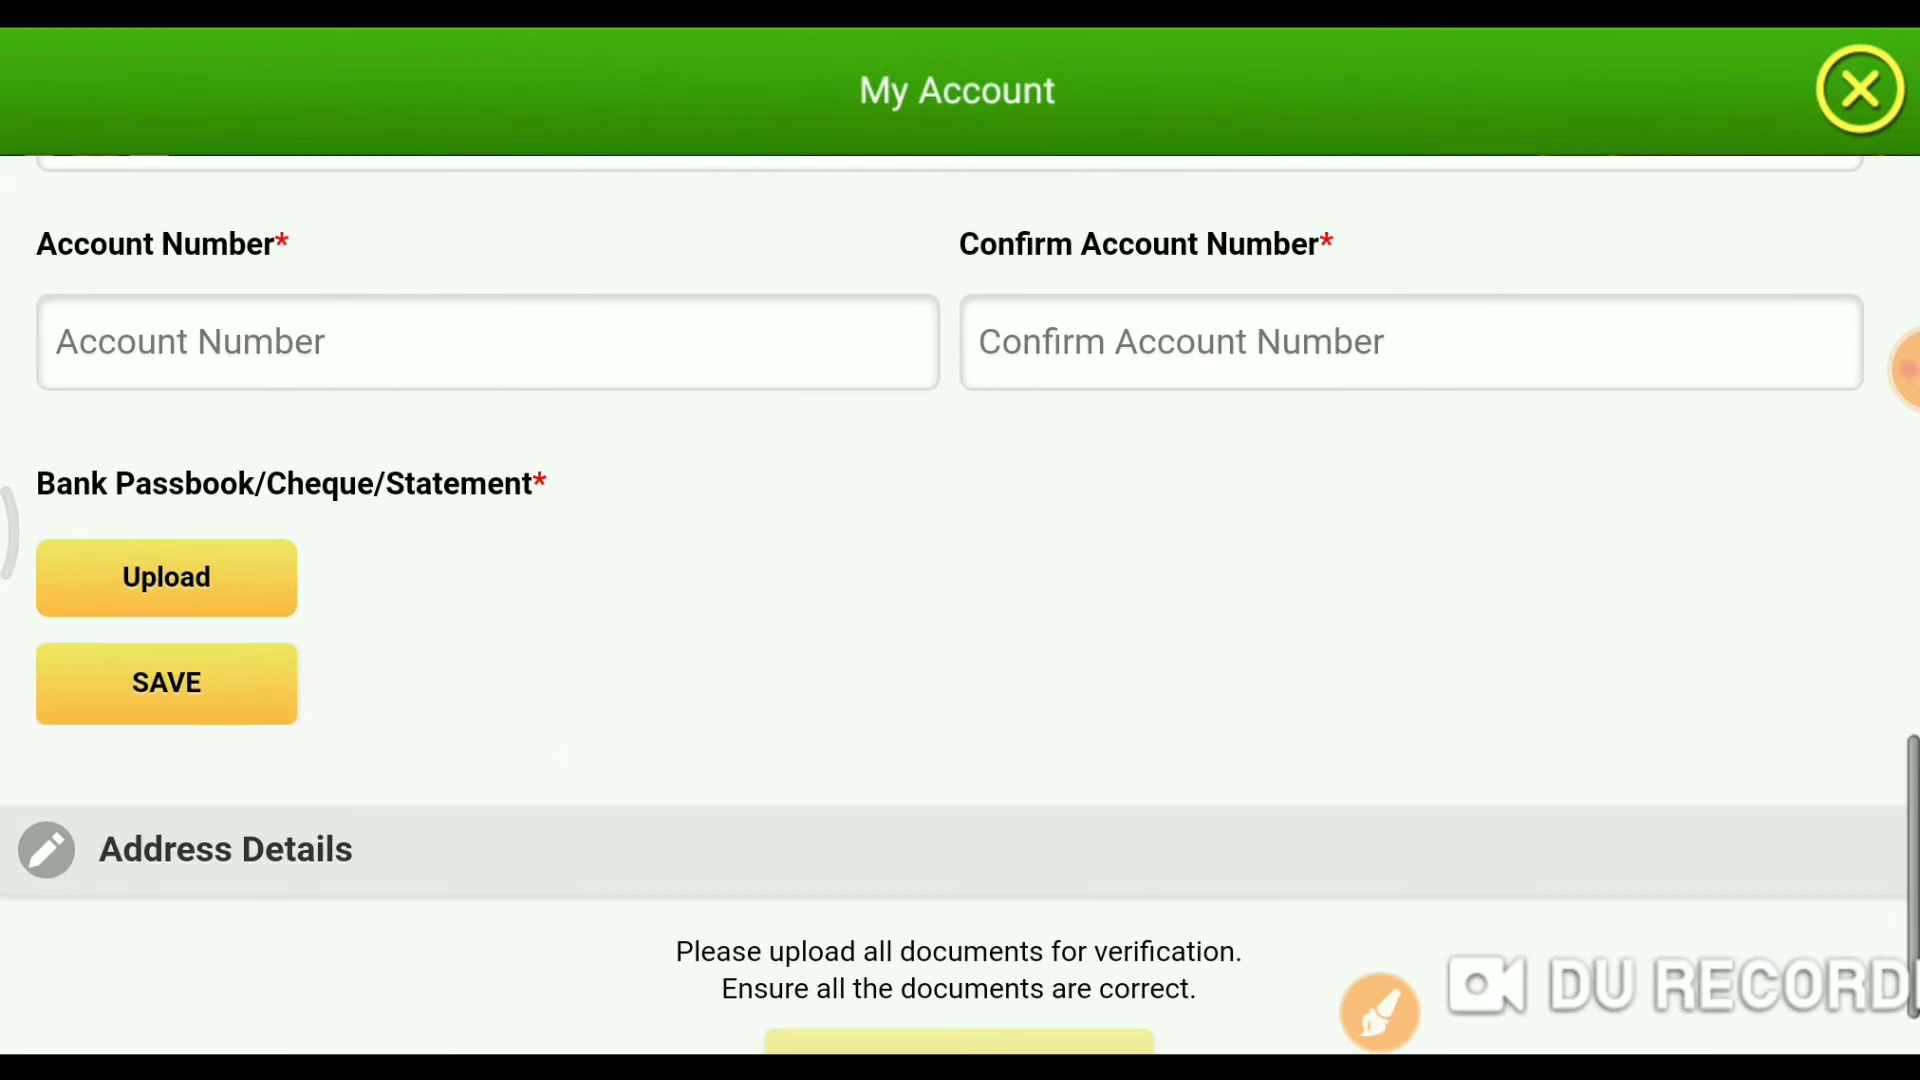 My Account
Account Number*
Confirm Account Number*
Account Number
Confirm Account Number
Bank Passbook/Cheque/Statement*
Upload
SAVE
Address Details
Please upload all documents for verification.
Ensure all the documents are correct.
DU RECORD